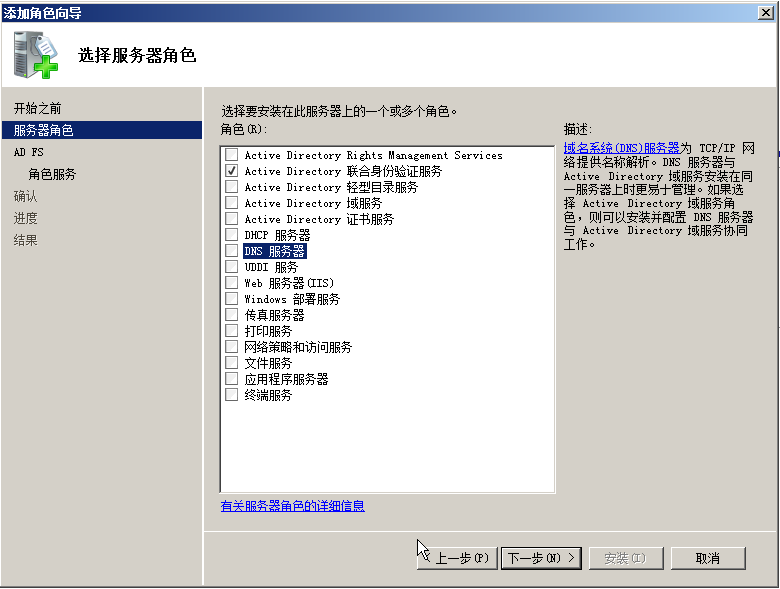 添加角色向导
选择服务器角色
开始之前
服务器角色
AD FS
角色服务
确认
进度
结果
选择要安装在此服务器上的一个或多个角色。
角色(R):
Active Directory Rights Management Services
Active Directory 联合身份验证服务
Active Directory 轻型目录服务
Active Directory 域服务
Active Directory 证书服务
DHCP 服务器
DNS 服务器
UDDI 服务
Web 服务器(IIS)
Windows 部署服务
传真服务器
打印服务
网络策略和访问服务
文件服务
应用程序服务器
终端服务
有关服务器角色的详细信息
描述:
域名系统(DNS)服务器为 TCP/IP 网
络提供名称解析。DNS 服务器与
Active Directory 域服务安装在同
一服务器上时更易于管理。如果选
择 Active Directory 域服务角
色，则可以安装并配置 DNS 服务器
与 Active Directory 域服务协同
工作。
上一步(P)
下一步(N) >
安装(I)
取消